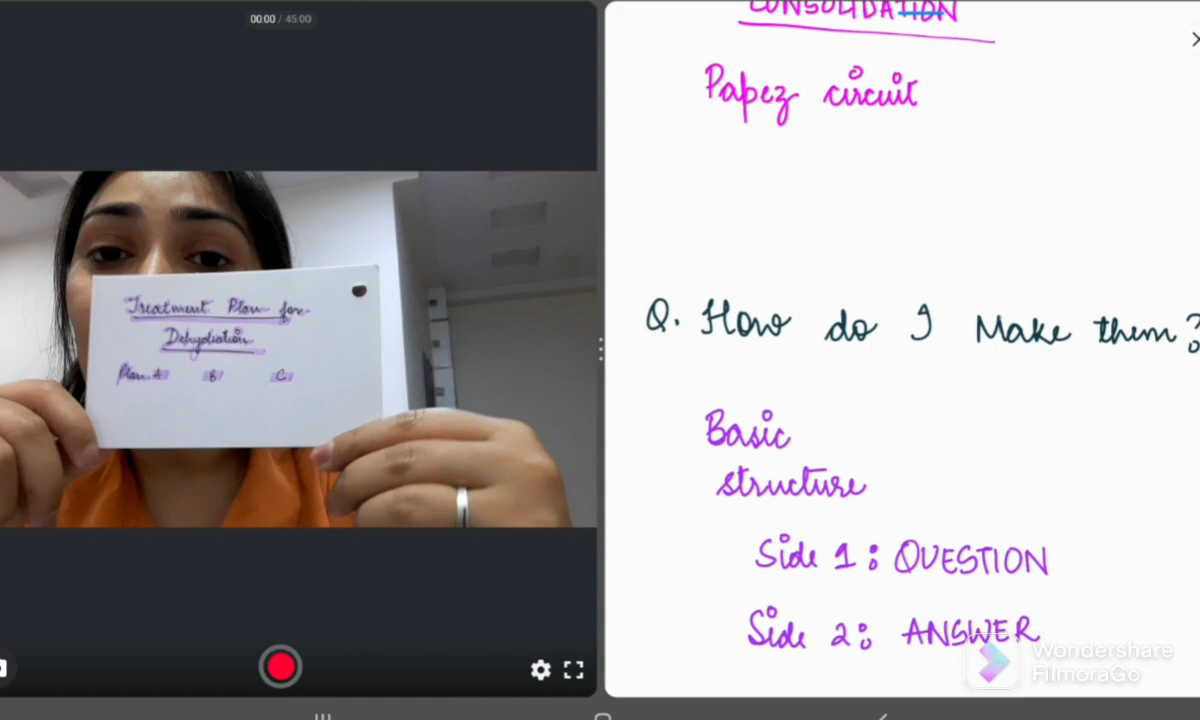 00:00 / 45:00
Treatment Plan for
Dehydration
Plan A B C
CONSOLIDATION
Papez circuit
Q. How do I Make them?
Basic
structure
Side 1: QUESTION
Side 2: ANSWER
Wondershare
FilmoraGo